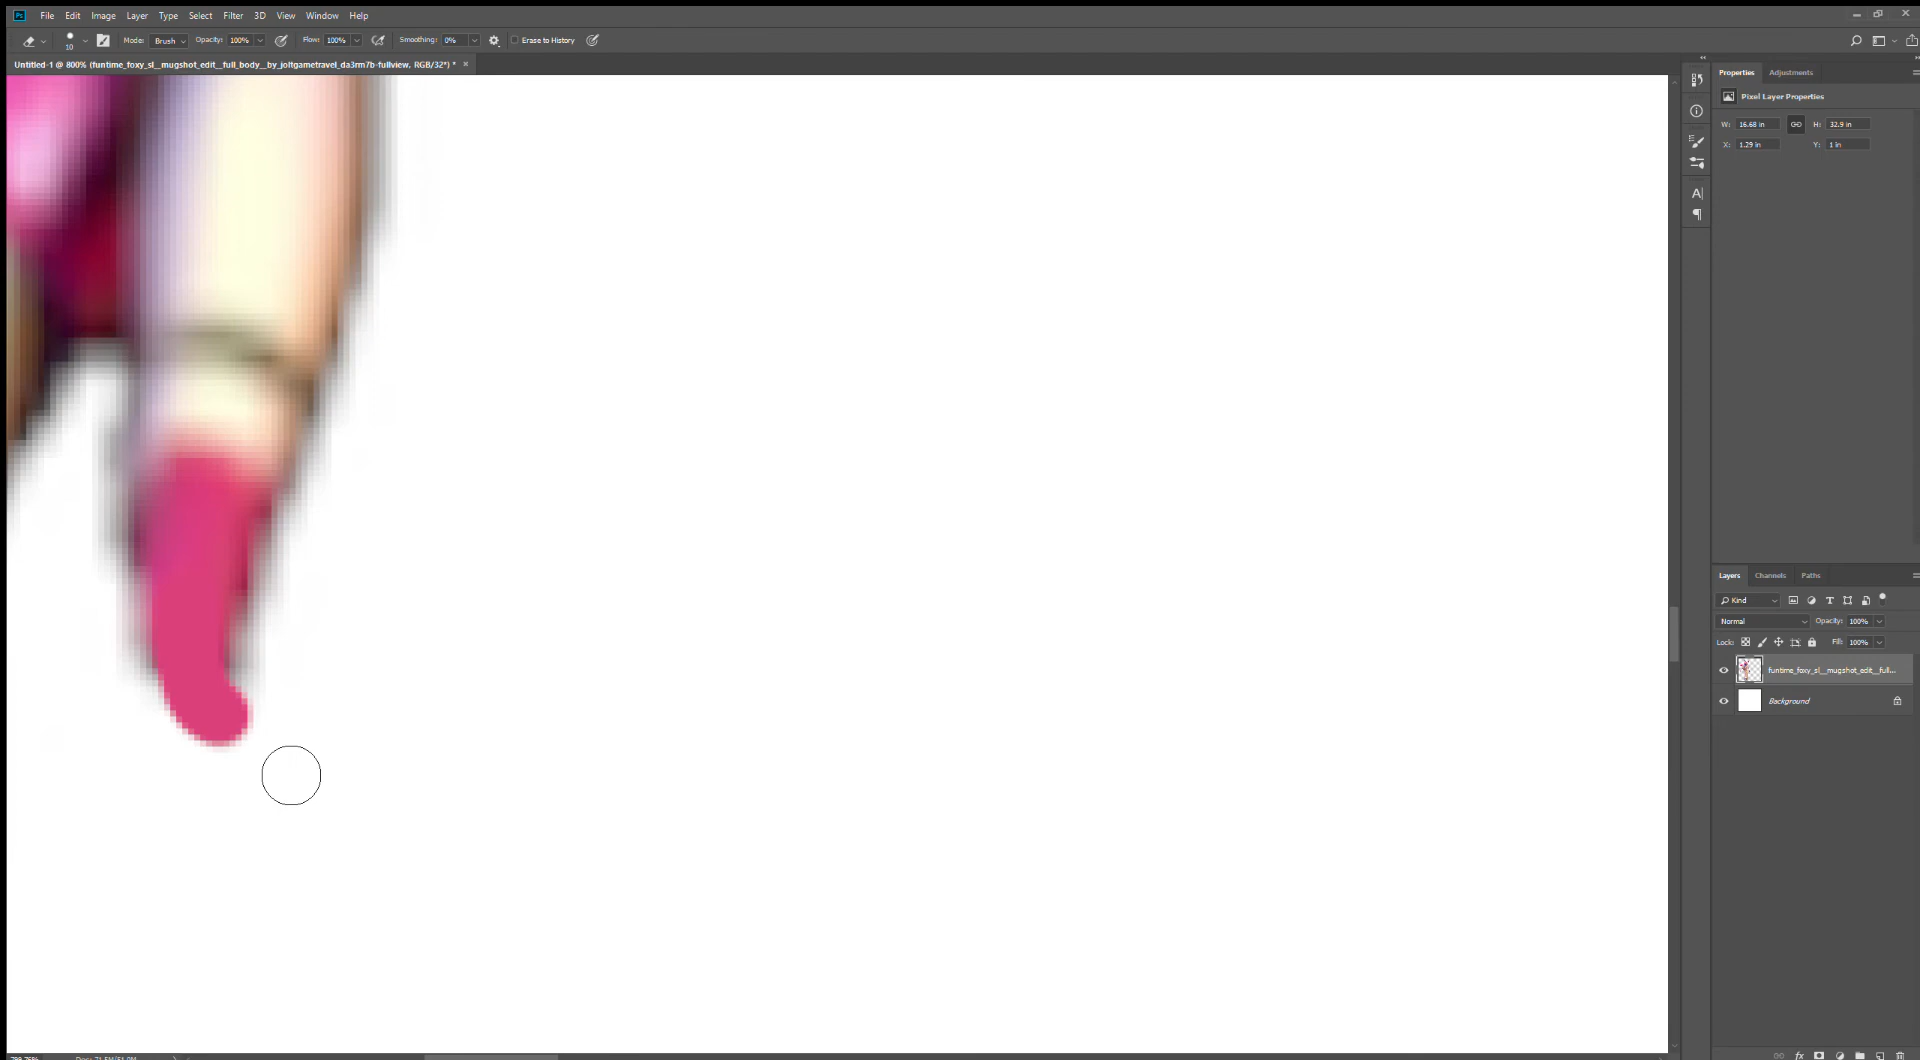 Ps File Edit Image Layer Type Select Filter 3D View Window Help
10 Mode: Brush Opacity: 100% Flow: 100% Smoothing: 0% Erase to History
Untitled-1 @ 800% (funtime_foxy_sl__mugshot_edit__full_body__by_joltgametravel_da3rm7b-fullview, RGB/32*) * ×
Properties Adjustments
Pixel Layer Properties
W: 16.68 in H: 32.9 in
X: 1.29 in Y: 1 in
Layers Channels Paths
Kind
Normal Opacity: 100%
Lock: Fill: 100%
funtime_foxy_sl__mugshot_edit__full...
Background
fx